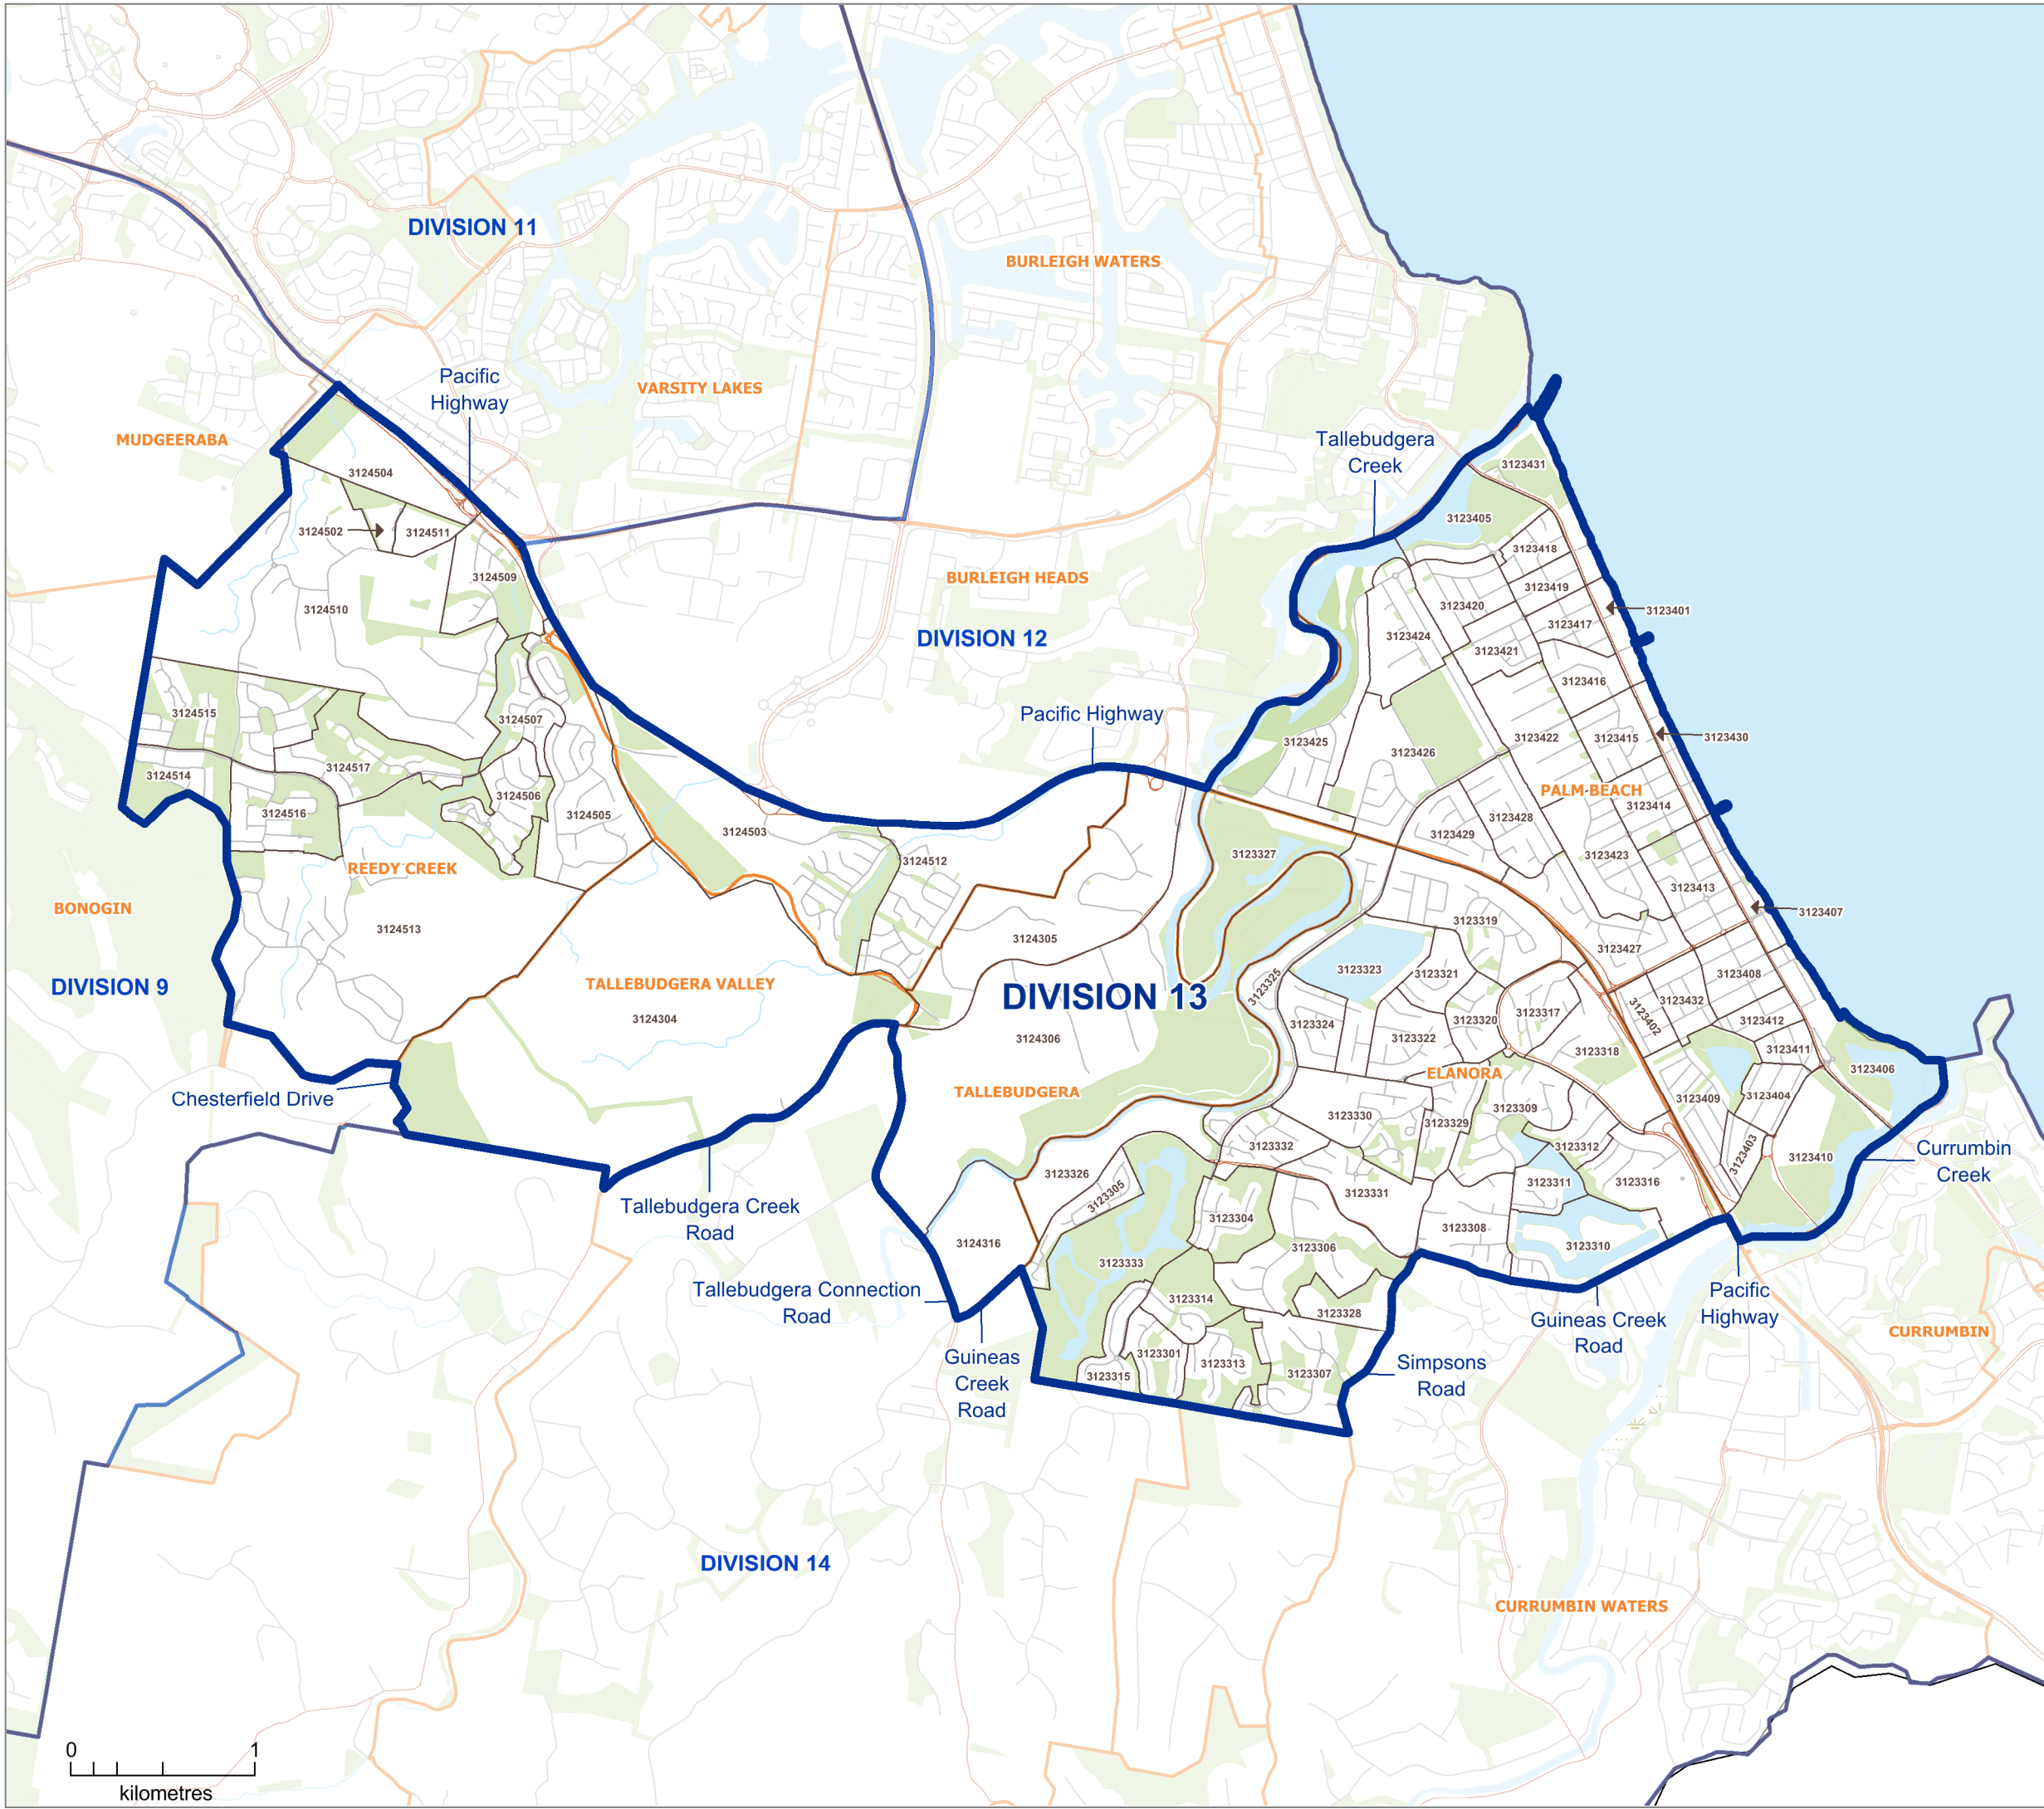 DIVISION 11
BURLEIGH WATERS
Pacific
Highway
VARSITY LAKES
MUDGEERABA
Tallebudgera
Creek
3124504
3123431
3123405
3124502
3124511
3123418
3124509
BURLEIGH HEADS
3123419
3124510
3123420
3123401
3123417
DIVISION 12
3123424
3123421
3123416
3124515
3124507
Pacific Highway
3123425
3123426
3123422
3123415
3123430
3124514
3124517
3124506
PALM BEACH
3124516
3124505
3124503
3123414
3123428
3123429
3124512
3123327
3123423
REEDY CREEK
3123413
BONOGIN
3123407
3124513
3124305
3123319
3123427
DIVISION 9
TALLEBUDGERA VALLEY
3124304
DIVISION 13
3123325
3123323
3123321
3123408
3123432
3123402
3123317
3123320
3123412
3123324
3123322
3124306
3123318
3123411
3123406
ELANORA
TALLEBUDGERA
Chesterfield Drive
3123409
3123404
3123309
3123330
3123329
3123332
3123312
3123403
3123410
Currumbin
Creek
3123326
3123305
3123331
3123311
3123316
Tallebudgera Creek
Road
3123304
3123308
3124316
3123306
3123310
3123333
Tallebudgera Connection
Road
3123314
3123328
Pacific
Highway
Guineas Creek
Road
CURRUMBIN
Guineas
Creek
Road
3123301
3123313
3123315
3123307
Simpsons
Road
DIVISION 14
CURRUMBIN WATERS
0 1
kilometres